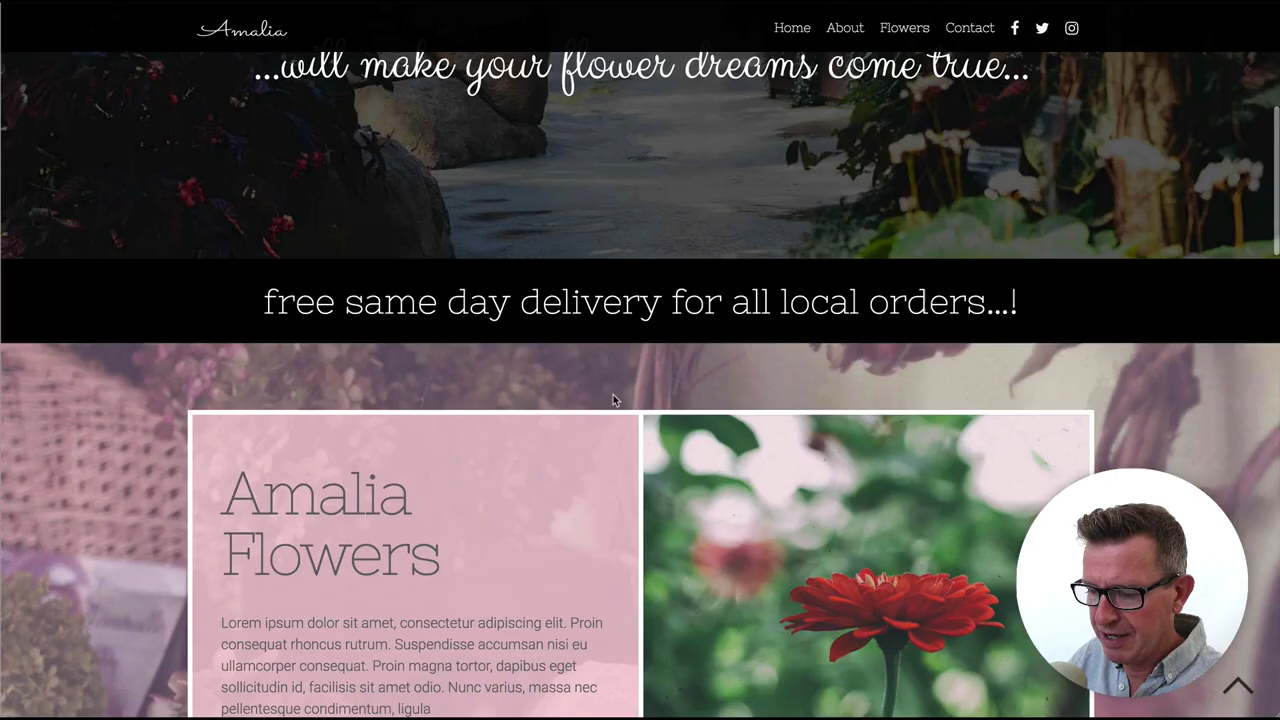 Amalia
Home About Flowers Contact
...will make your flower dreams come true...
free same day delivery for all local orders...!
Amalia
Flowers
Lorem ipsum dolor sit amet, consectetur adipiscing elit. Proin
consequat rhoncus rutrum. Suspendisse accumsan nisi eu
ullamcorper consequat. Proin magna tortor, dapibus eget
sollicitudin id, facilisis sit amet odio. Nunc varius, massa nec
pellentesque condimentum, ligula